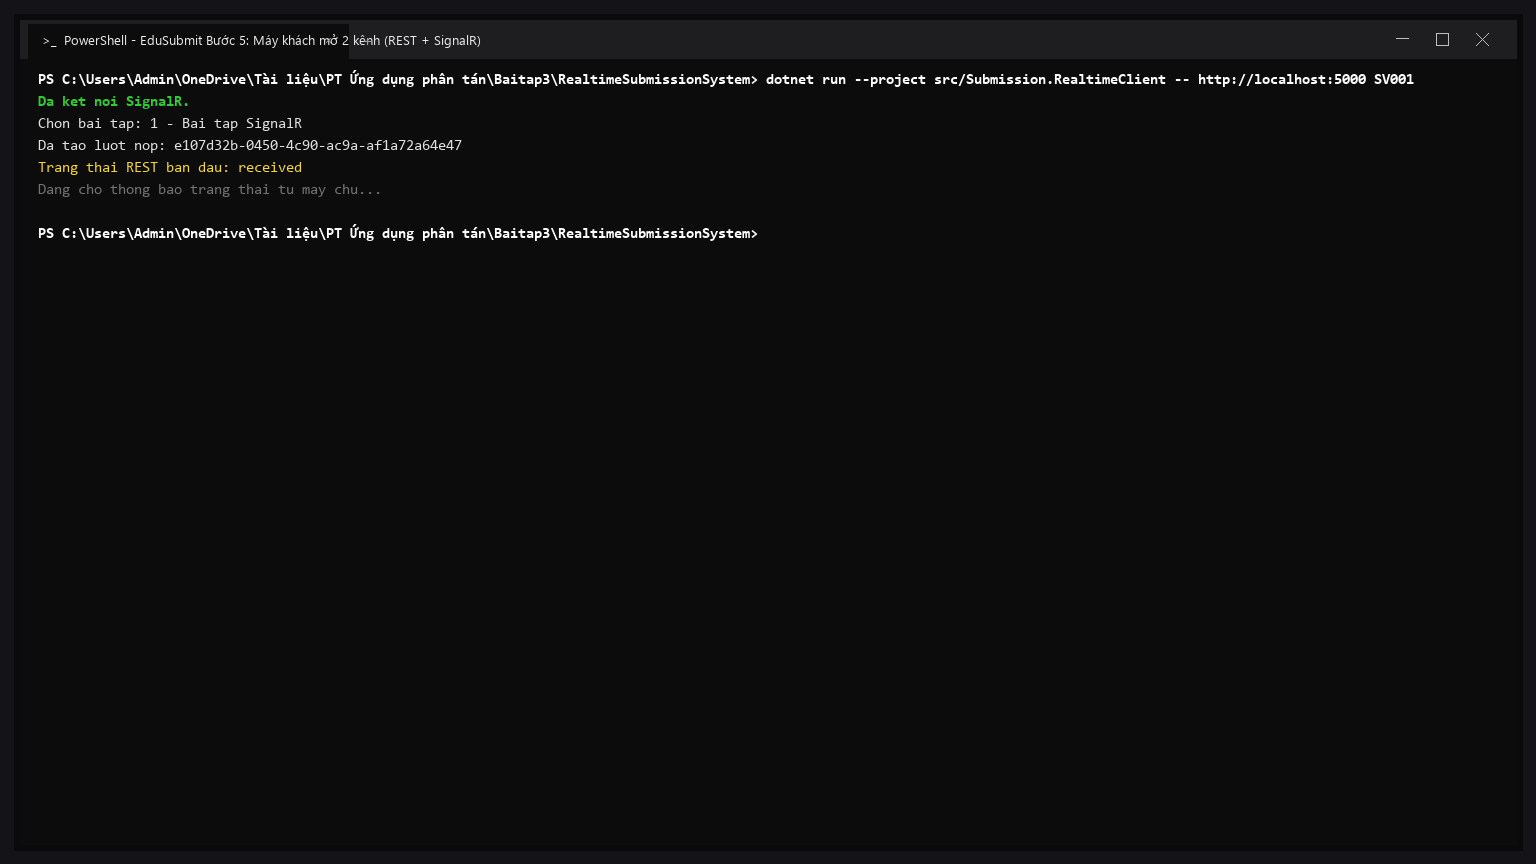 >_ PowerShell - EduSubmit Bước 5: Máy khách mở 2 kênh (REST + SignalR)
PS C:\Users\Admin\OneDrive\Tài liệu\PT Ứng dụng phân tán\Baitap3\RealtimeSubmissionSystem> dotnet run --project src/Submission.RealtimeClient -- http://localhost:5000 SV001
Da ket noi SignalR.
Chon bai tap: 1 - Bai tap SignalR
Da tao luot nop: e107d32b-0450-4c90-ac9a-af1a72a64e47
Trang thai REST ban dau: received
Dang cho thong bao trang thai tu may chu...
PS C:\Users\Admin\OneDrive\Tài liệu\PT Ứng dụng phân tán\Baitap3\RealtimeSubmissionSystem>